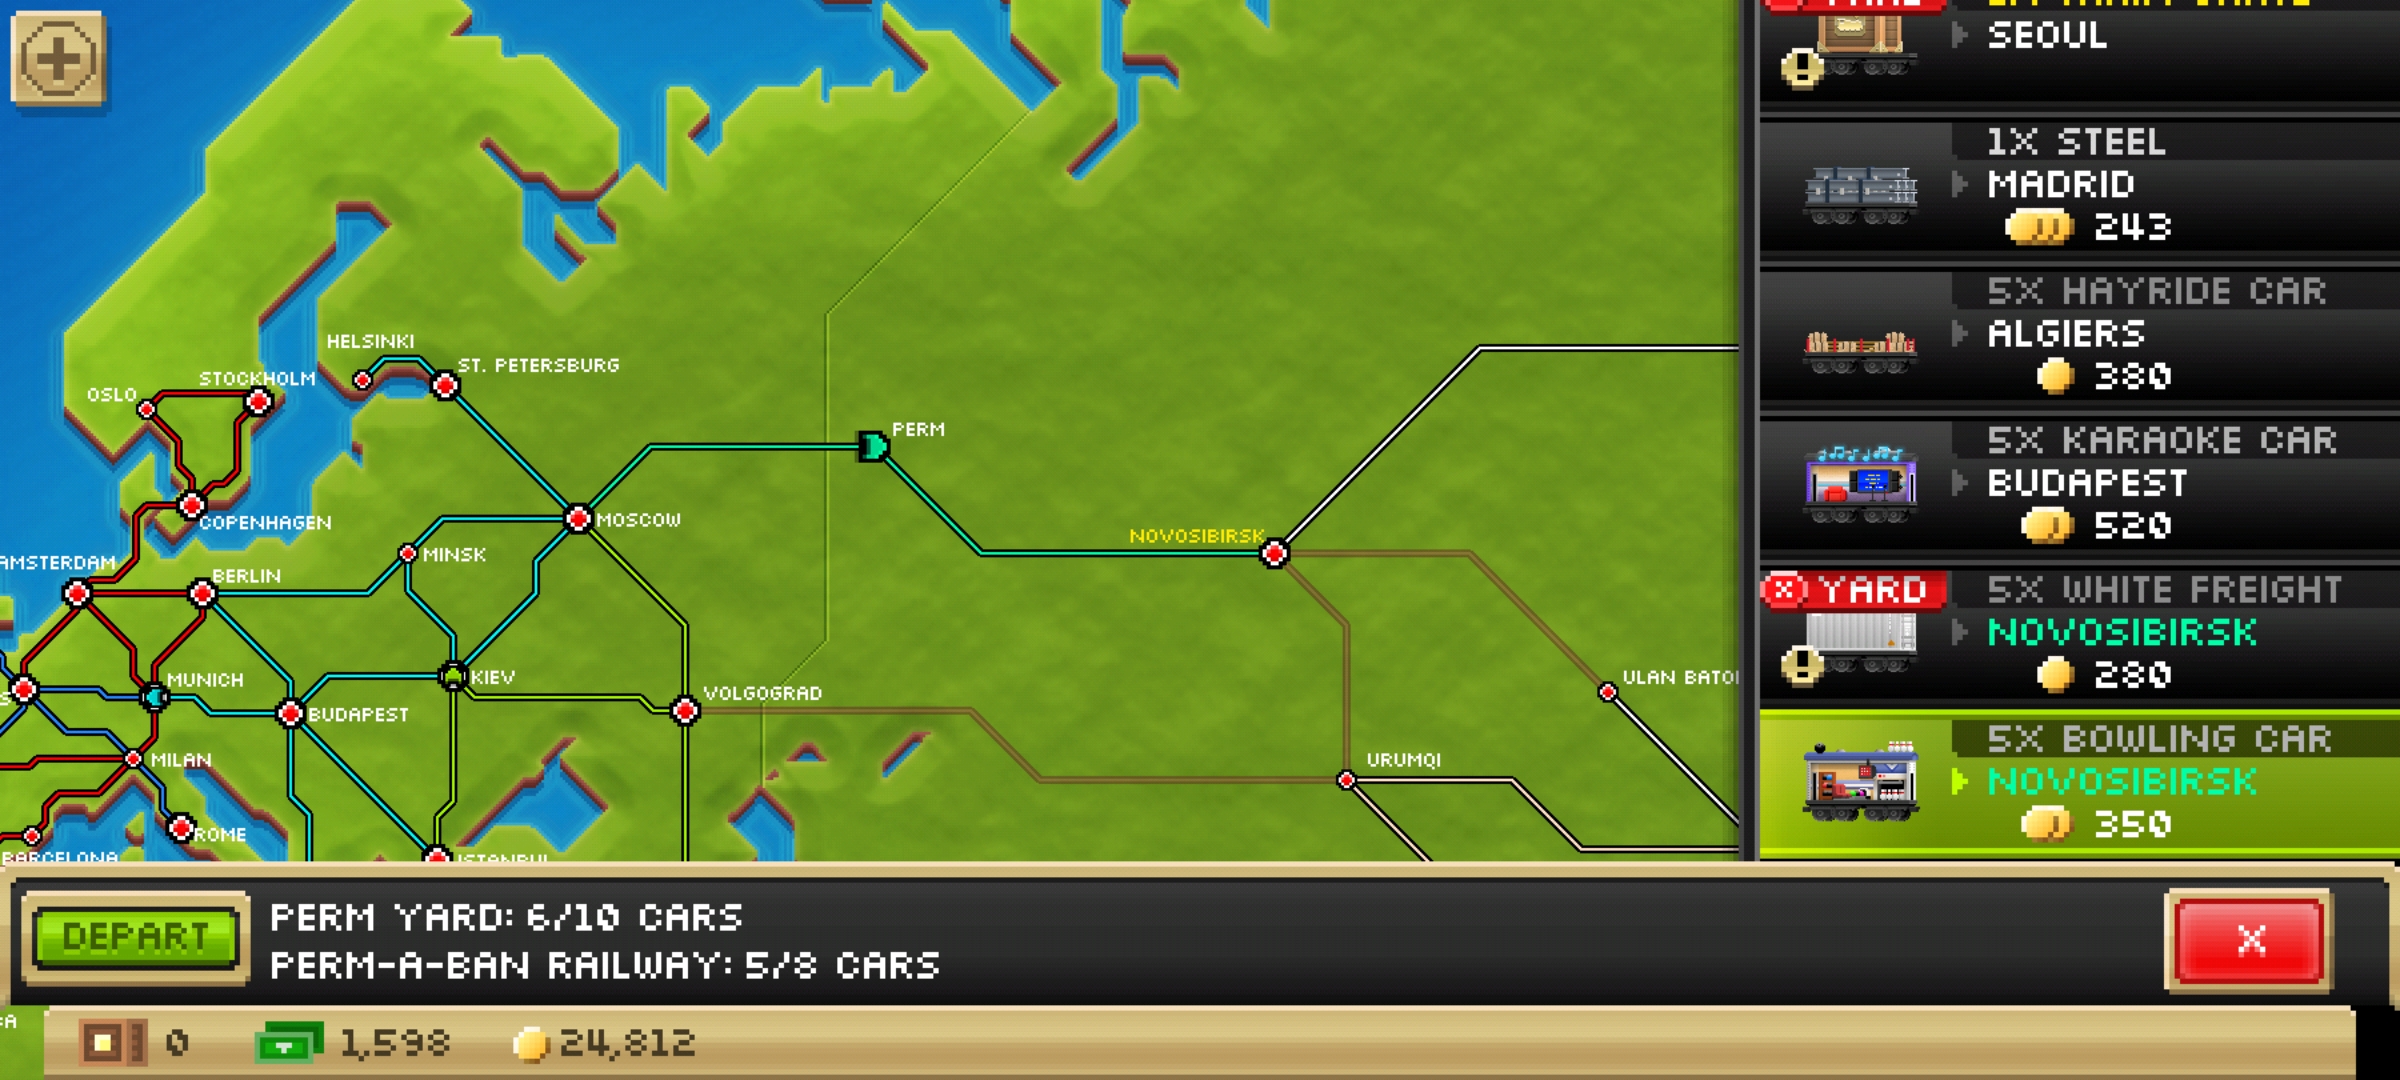 SEOUL
1X STEEL
MADRID
243
5X HAYRIDE CAR
ALGIERS
380
5X KARAOKE CAR
BUDAPEST
520
YARD
5X WHITE FREIGHT
NOVOSIBIRSK
280
5X BOWLING CAR
NOVOSIBIRSK
350
HELSINKI
ST. PETERSBURG
STOCKHOLM
OSLO
PERM
COPENHAGEN
MOSCOW
NOVOSIBIRSK
MINSK
AMSTERDAM
BERLIN
MUNICH
KIEV
ULAN BATO
VOLGOGRAD
BUDAPEST
MILAN
URUMQI
ROME
BARCELONA
ISTANBUL
DEPART
PERM YARD: 6/10 CARS
PERM-A-BAN RAILWAY: 5/8 CARS
X
0
1,598
24,812